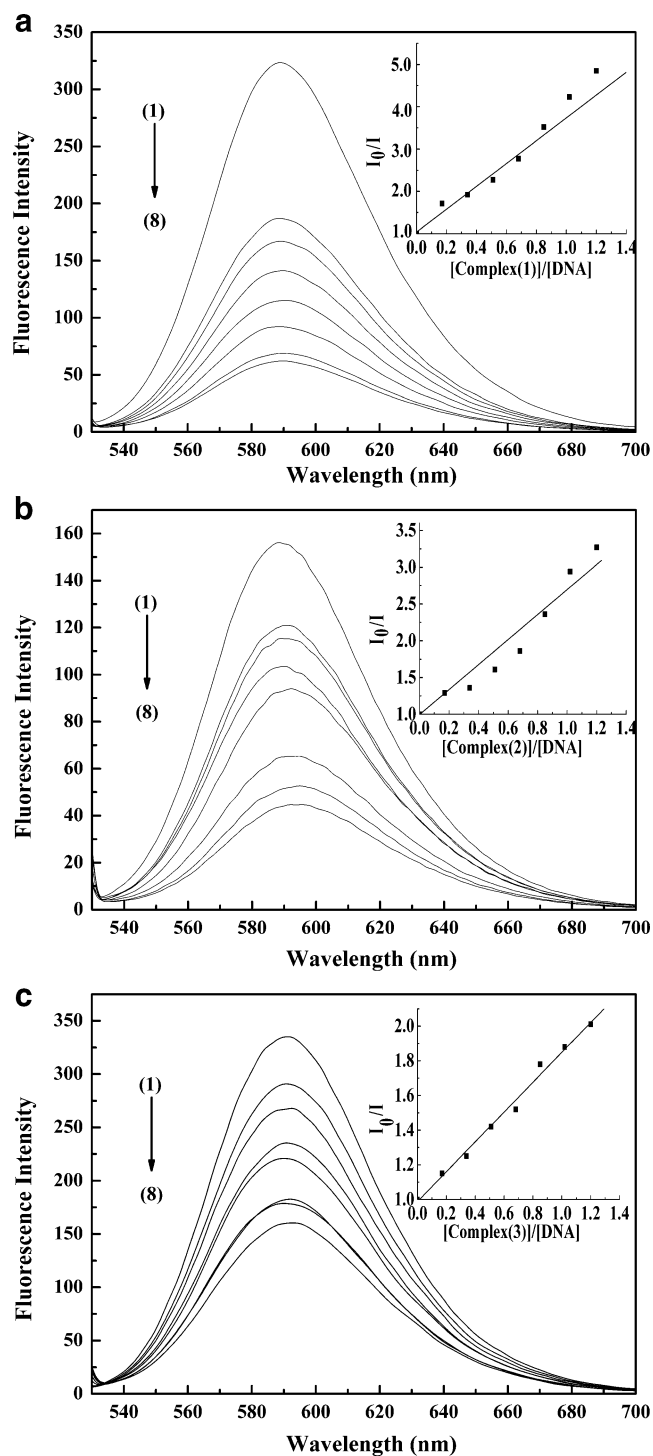 a
350
300
250
200
150
100
50
0
Fluorescence Intensity
(1)
(8)
540 560 580 600 620 640 660 680 700
Wavelength (nm)
5.0
4.0
3.0
2.0
1.0
I0/I
0.0 0.2 0.4 0.6 0.8 1.0 1.2 1.4
[Complex(1)]/[DNA]
b
160
140
120
100
80
60
40
20
0
Fluorescence Intensity
(1)
(8)
540 560 580 600 620 640 660 680 700
Wavelength (nm)
3.5
3.0
2.5
2.0
1.5
1.0
I0/I
0.0 0.2 0.4 0.6 0.8 1.0 1.2 1.4
[Complex(2)]/[DNA]
c
350
300
250
200
150
100
50
0
Fluorescence Intensity
(1)
(8)
540 560 580 600 620 640 660 680 700
Wavelength (nm)
2.0
1.8
1.6
1.4
1.2
1.0
I0/I
0.0 0.2 0.4 0.6 0.8 1.0 1.2 1.4
[Complex(3)]/[DNA]